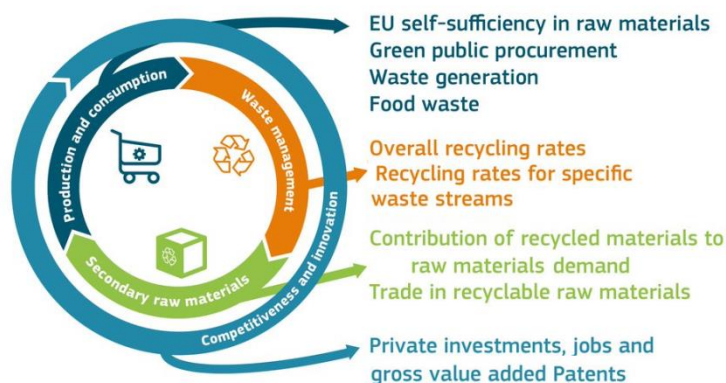 EU self-sufficiency in raw materials
Green public procurement
Waste generation
Food waste
Production and consumption
Waste management
Overall recycling rates
Recycling rates for specific
waste streams
Secondary raw materials
Competitiveness and innovation
Contribution of recycled materials to
raw materials demand
Trade in recyclable raw materials
Private investments, jobs and
gross value added Patents